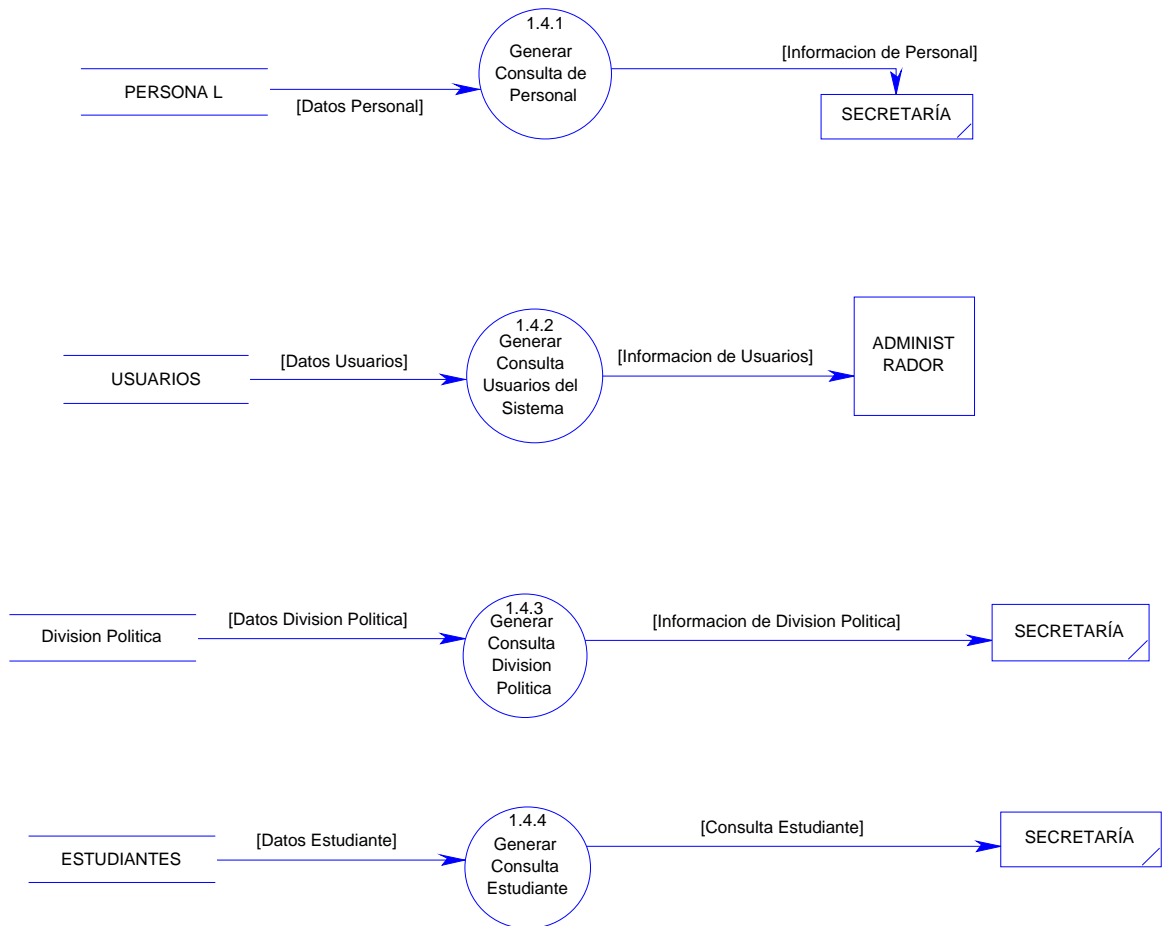 1.4.1
Generar
Consulta de
Personal
[Informacion de Personal]
PERSONA L
[Datos Personal]
SECRETARÍA
1.4.2
Generar
Consulta
Usuarios del
Sistema
[Datos Usuarios]
[Informacion de Usuarios]
USUARIOS
ADMINIST
RADOR
1.4.3
Generar
Consulta
Division
Politica
[Datos Division Politica]
[Informacion de Division Politica]
Division Politica
SECRETARÍA
1.4.4
Generar
Consulta
Estudiante
[Datos Estudiante]
[Consulta Estudiante]
ESTUDIANTES
SECRETARÍA